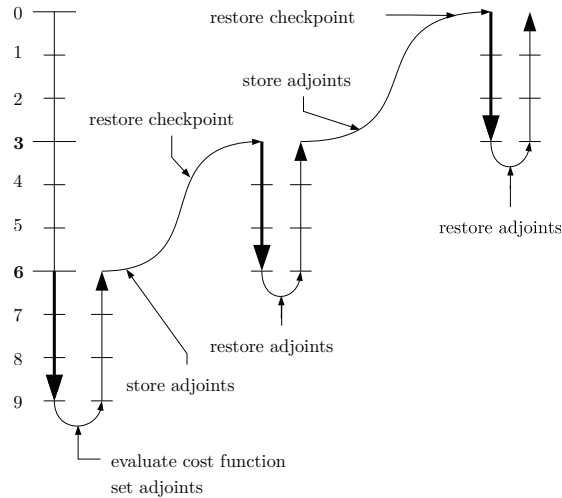 0
restore checkpoint
1
store adjoints
2
restore checkpoint
3
4
5
restore adjoints
6
7
restore adjoints
8
store adjoints
9
evaluate cost function
set adjoints